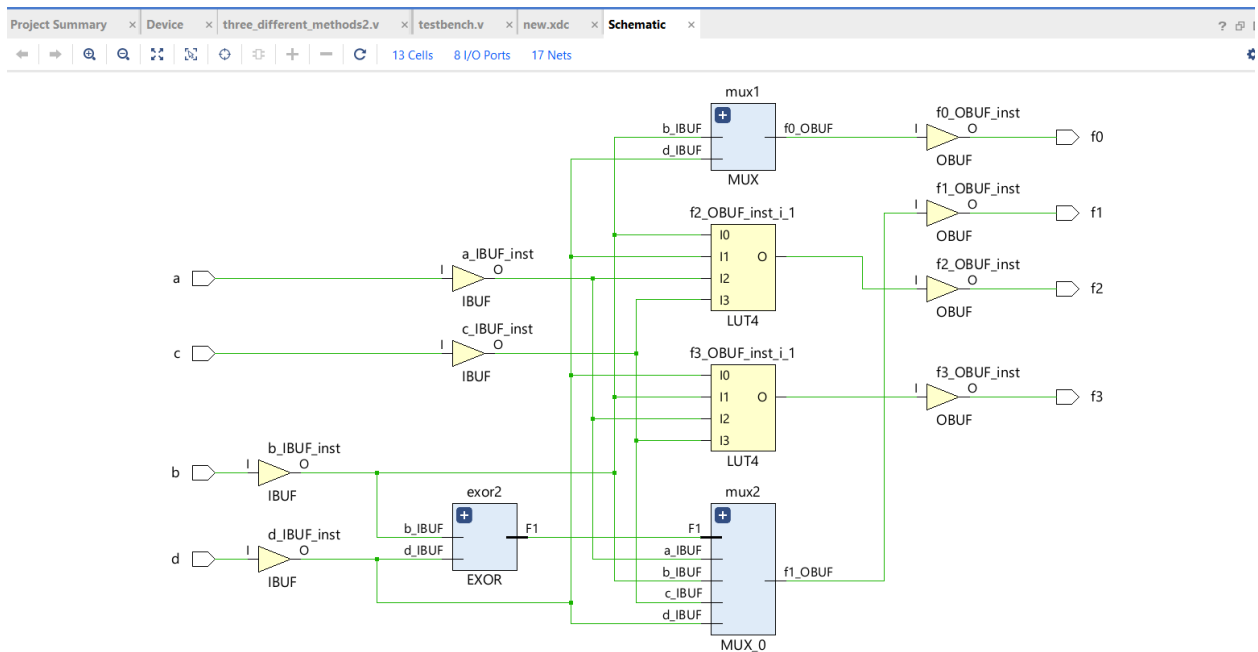 Project Summary × Device × three_different_methods2.v × testbench.v × new.xdc × Schematic × ?
13 Cells 8 I/O Ports 17 Nets
mux1
b_IBUF
d_IBUF
f0_OBUF
MUX
f0_OBUF_inst
I
O
OBUF
f0
f1_OBUF_inst
I
O
OBUF
f1
f2_OBUF_inst_i_1
I0
I1
I2
I3
O
LUT4
f2_OBUF_inst
I
O
OBUF
f2
a
a_IBUF_inst
I
O
IBUF
c
c_IBUF_inst
I
O
IBUF
f3_OBUF_inst_i_1
I0
I1
I2
I3
O
LUT4
f3_OBUF_inst
I
O
OBUF
f3
b
b_IBUF_inst
I
O
IBUF
d
d_IBUF_inst
I
O
IBUF
exor2
b_IBUF
d_IBUF
F1
EXOR
mux2
F1
a_IBUF
b_IBUF
c_IBUF
d_IBUF
f1_OBUF
MUX_0